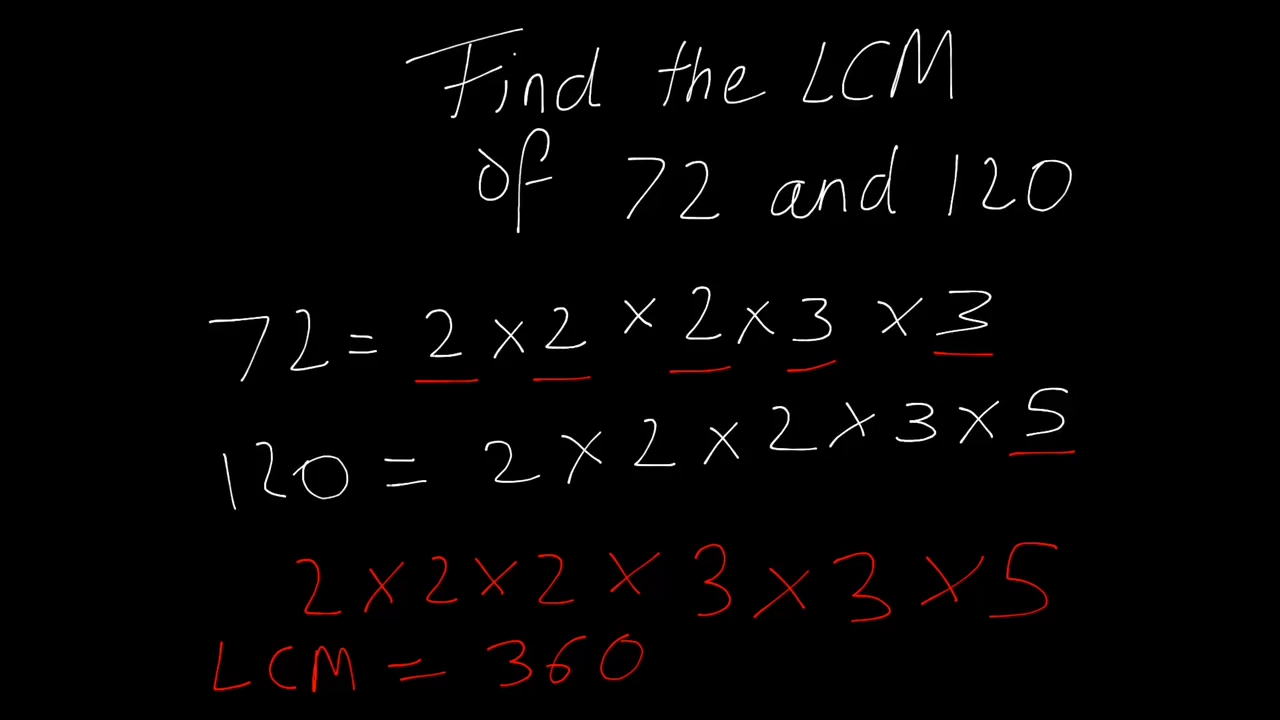 Find the LCM
of 72 and 120
72 = 2 × 2 × 2 × 3 × 3
120 = 2 × 2 × 2 × 3 × 5
2 × 2 × 2 × 3 × 3 × 5
LCM = 360